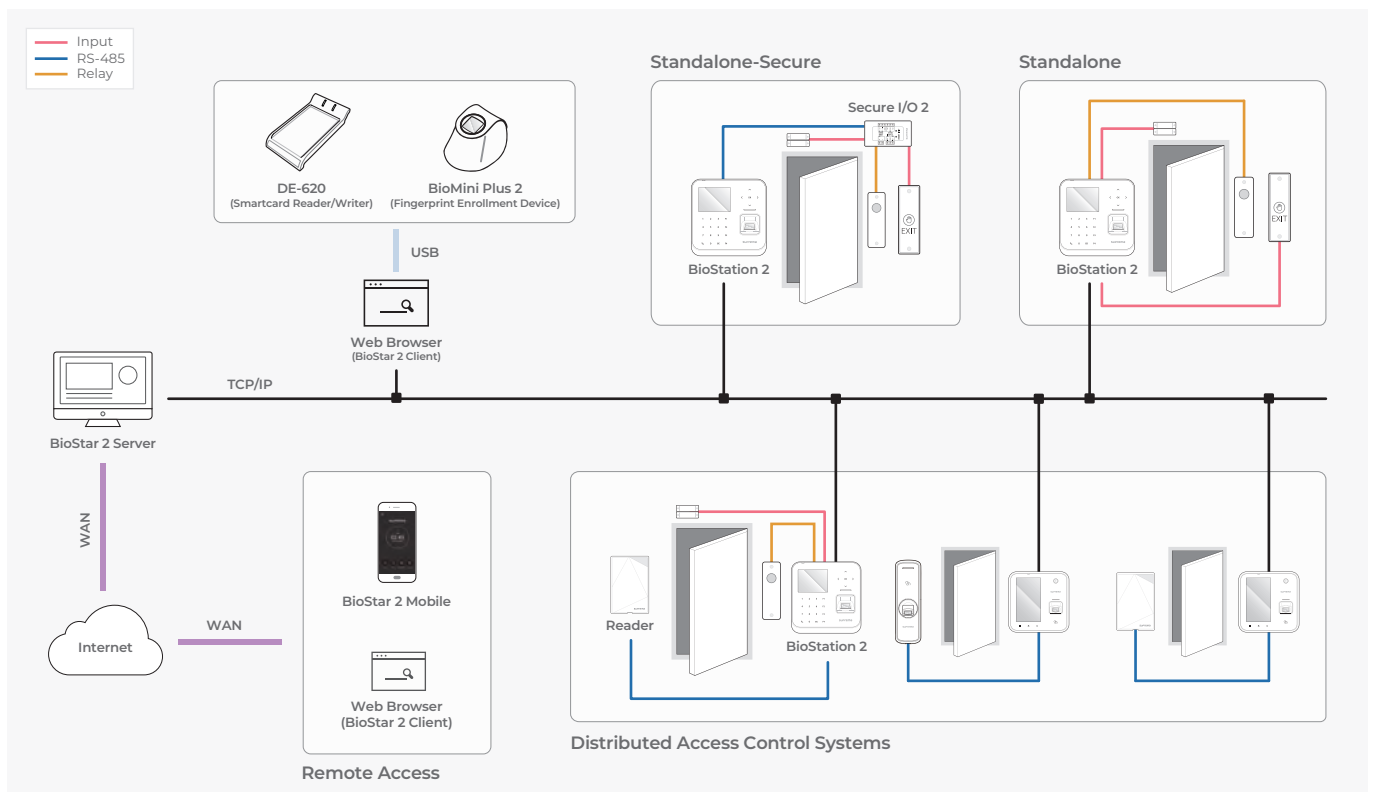 Input
RS-485
Relay
Standalone-Secure
Standalone
Secure I/O 2
DE-620
(Smartcard Reader/Writer)
BioMini Plus 2
(Fingerprint Enrollment Device)
EXIT
EXIT
BioStation 2
BioStation 2
USB
Web Browser
(BioStar 2 Client)
TCP/IP
BioStar 2 Server
WAN
BioStar 2 Mobile
Reader
BioStation 2
WAN
Internet
Web Browser
(BioStar 2 Client)
Distributed Access Control Systems
Remote Access